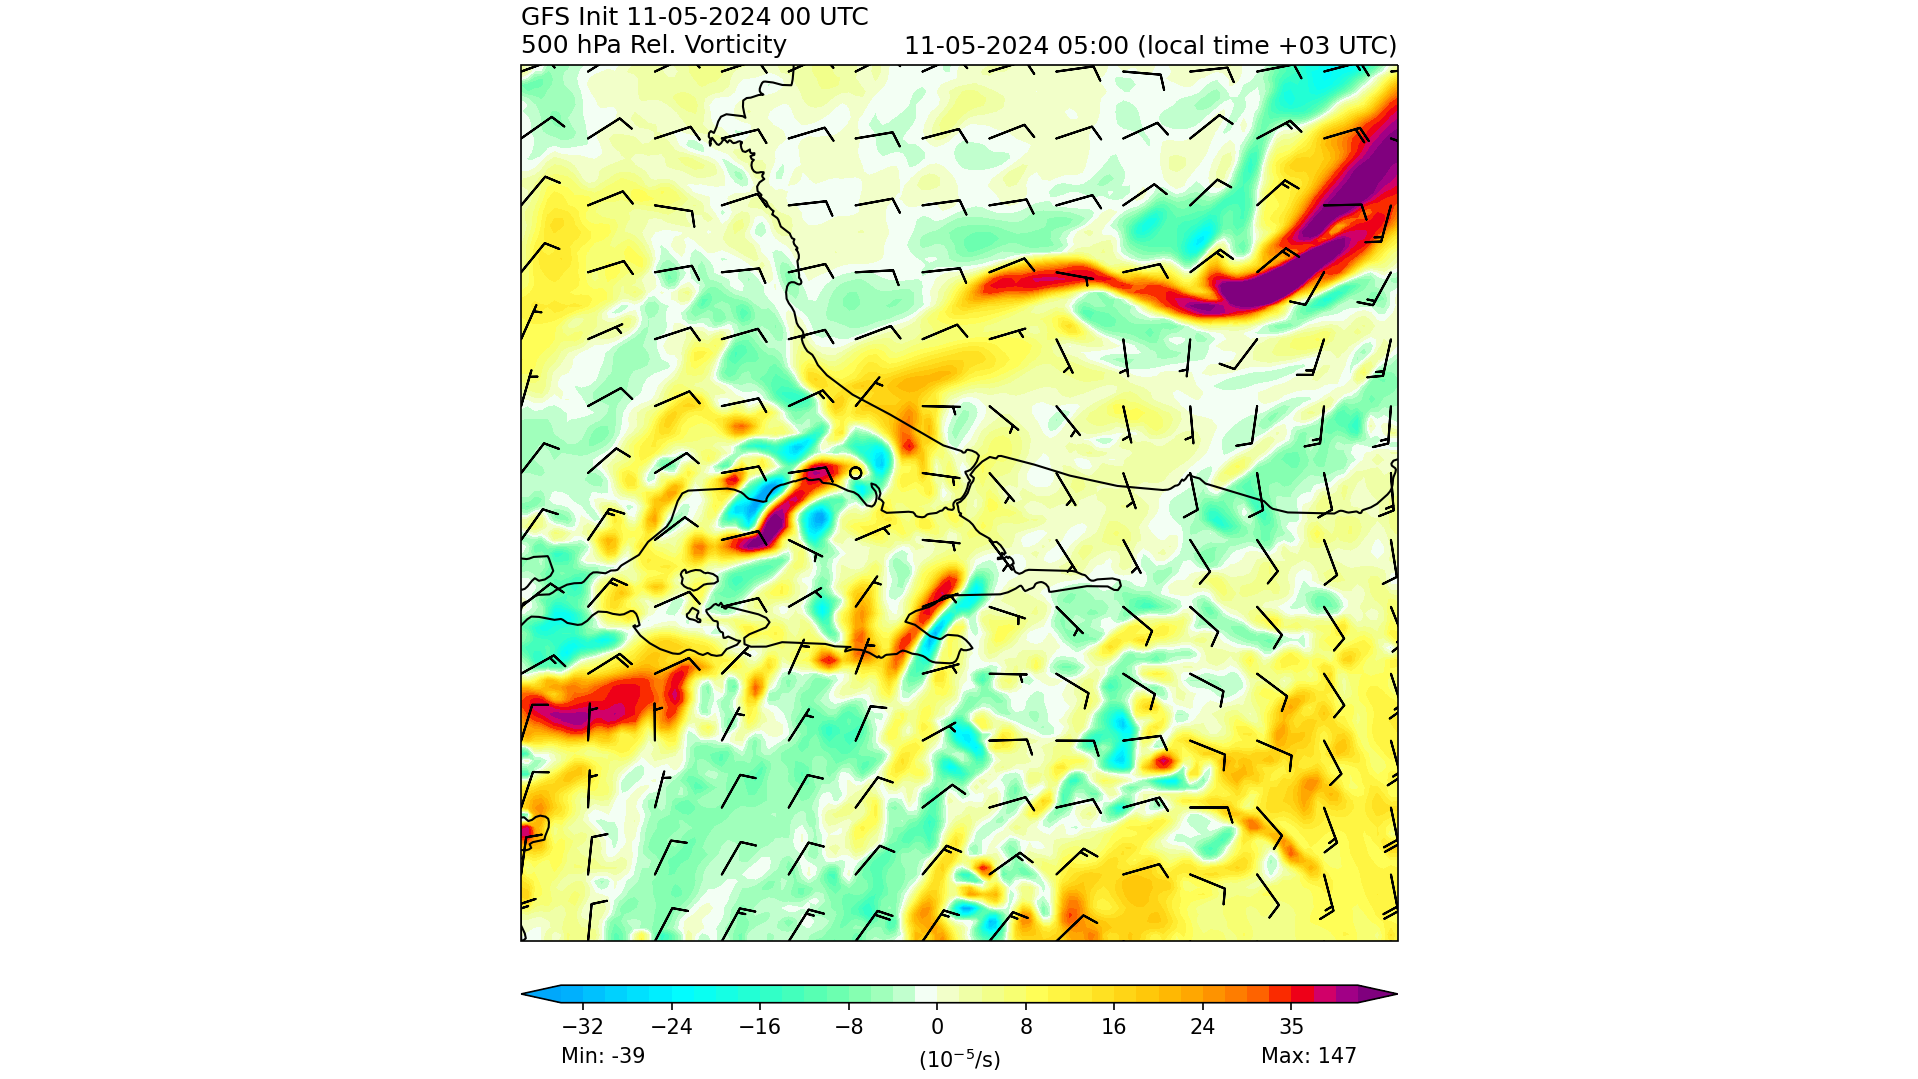 GFS Init 11-05-2024 00 UTC
500 hPa Rel. Vorticity
11-05-2024 05:00 (local time +03 UTC)
−32 −24 −16 −8 0 8 16 24 35
Min: -39
(10⁻⁵/s)
Max: 147